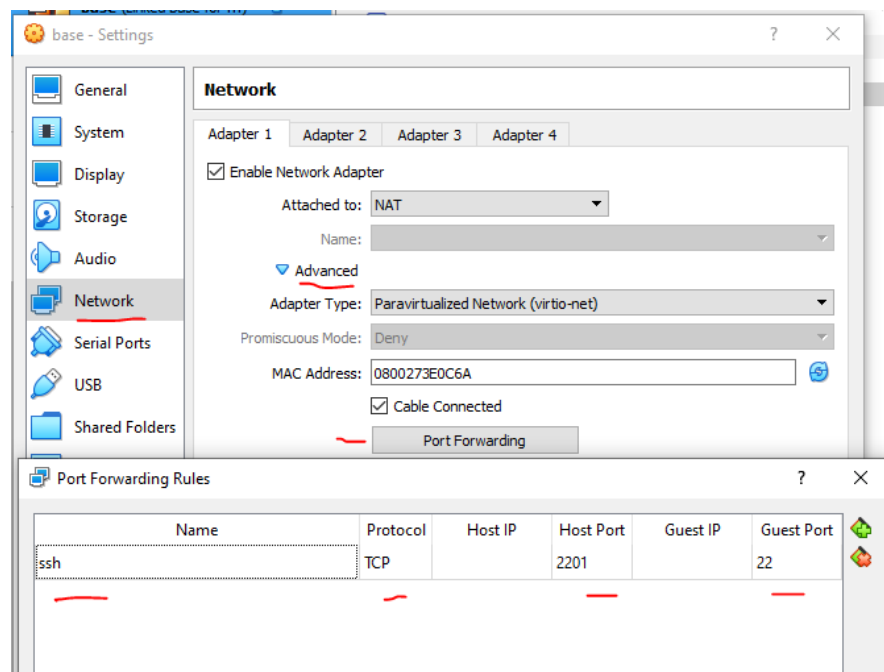 base (Linked Base for
base - Settings
?
General
Network
System
Adapter 1
Adapter 2
Adapter 3
Adapter 4
Display
Enable Network Adapter
Attached to: NAT
Storage
Name:
Audio
Advanced
Network
Adapter Type: Paravirtualized Network (virtio-net)
Serial Ports
Promiscuous Mode: Deny
USB
MAC Address: 0800273E0C6A
Cable Connected
Shared Folders
Port Forwarding
Port Forwarding Rules
?
Name Protocol Host IP Host Port Guest IP Guest Port
ssh TCP 2201 22